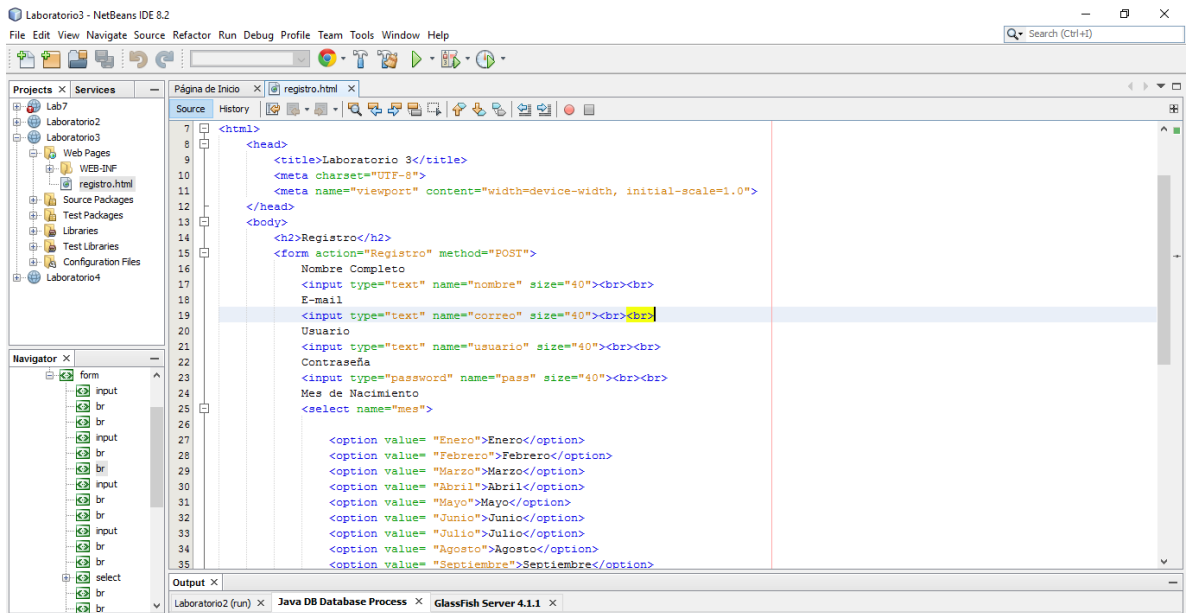 Laboratorio3 - NetBeans IDE 8.2
File Edit View Navigate Source Refactor Run Debug Profile Team Tools Window Help
Search (Ctrl+I)
Projects Services
Lab7
Laboratorio2
Laboratorio3
Web Pages
WEB-INF
registro.html
Source Packages
Test Packages
Libraries
Test Libraries
Configuration Files
Laboratorio4
Navigator
form
input
br
br
input
br
br
input
br
br
input
br
br
select
br
br
Página de Inicio registro.html
Source History
7 <html>
8 <head>
9 <title>Laboratorio 3</title>
10 <meta charset="UTF-8">
11 <meta name="viewport" content="width=device-width, initial-scale=1.0">
12 </head>
13 <body>
14 <h2>Registro</h2>
15 <form action="Registro" method="POST">
16 Nombre Completo
17 <input type="text" name="nombre" size="40"><br><br>
18 E-mail
19 <input type="text" name="correo" size="40"><br><br>
20 Usuario
21 <input type="text" name="usuario" size="40"><br><br>
22 Contraseña
23 <input type="password" name="pass" size="40"><br><br>
24 Mes de Nacimiento
25 <select name="mes">
26
27 <option value= "Enero">Enero</option>
28 <option value= "Febrero">Febrero</option>
29 <option value= "Marzo">Marzo</option>
30 <option value= "Abril">Abril</option>
31 <option value= "Mayo">Mayo</option>
32 <option value= "Junio">Junio</option>
33 <option value= "Julio">Julio</option>
34 <option value= "Agosto">Agosto</option>
35 <option value= "Septiembre">Septiembre</option>
Output
Laboratorio2 (run) Java DB Database Process GlassFish Server 4.1.1